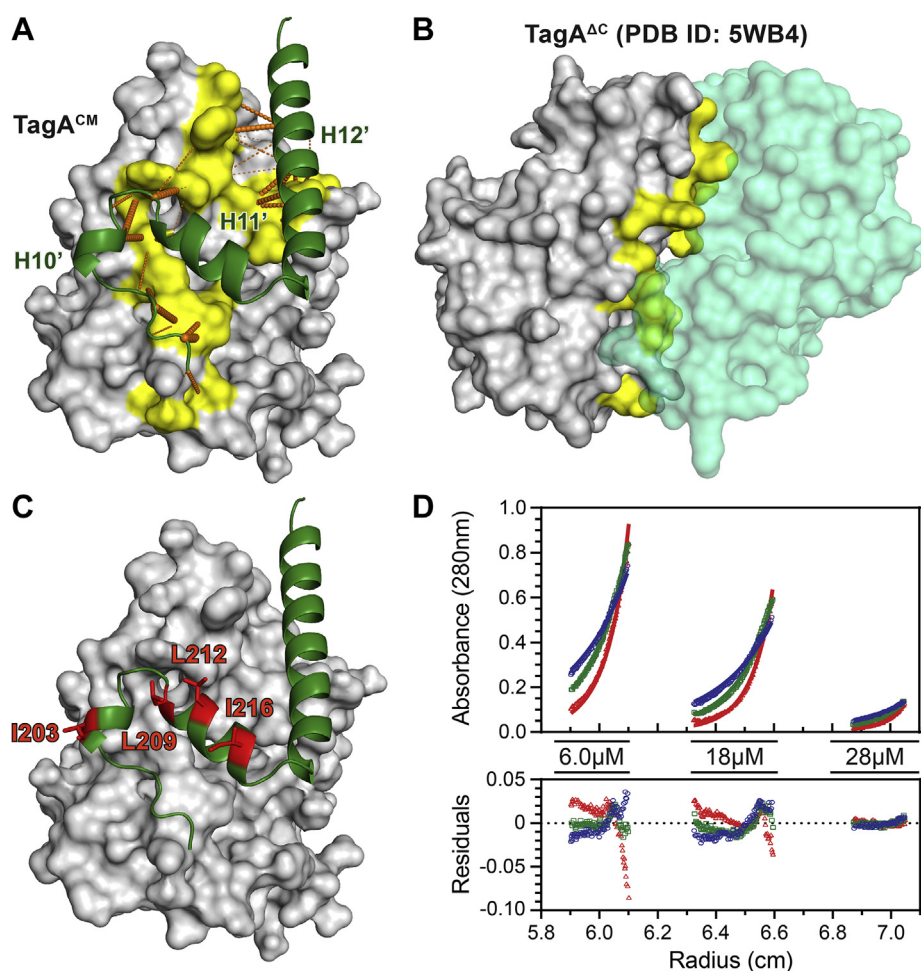 A
TagA^CM
H12'
H11'
H10'
B
TagA^ΔC (PDB ID: 5WB4)
C
L212
I216
I203
L209
D
Absorbance (280nm)
1.0
0.8
0.6
0.4
0.2
0.0
6.0µM
18µM
28µM
Residuals
0.05
0
-0.05
-0.10
5.8
6.0
6.2
6.4
6.6
6.8
7.0
Radius (cm)